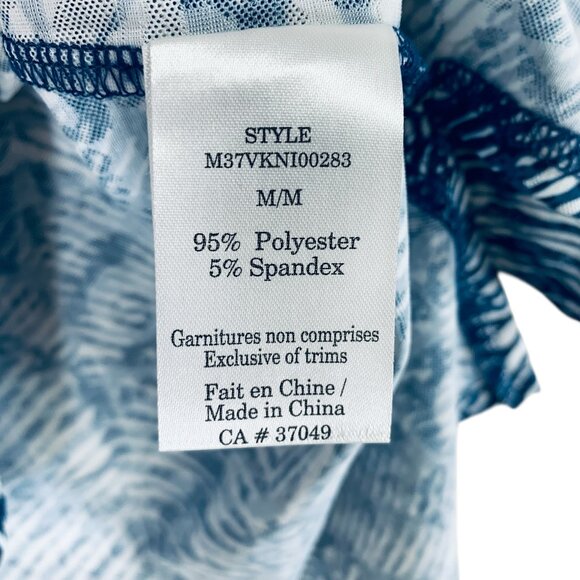 STYLE
M37VKNI00283
M/M
95% Polyester
5% Spandex
Garnitures non comprises
Exclusive of trims
Fait en Chine /
Made in China
CA # 37049